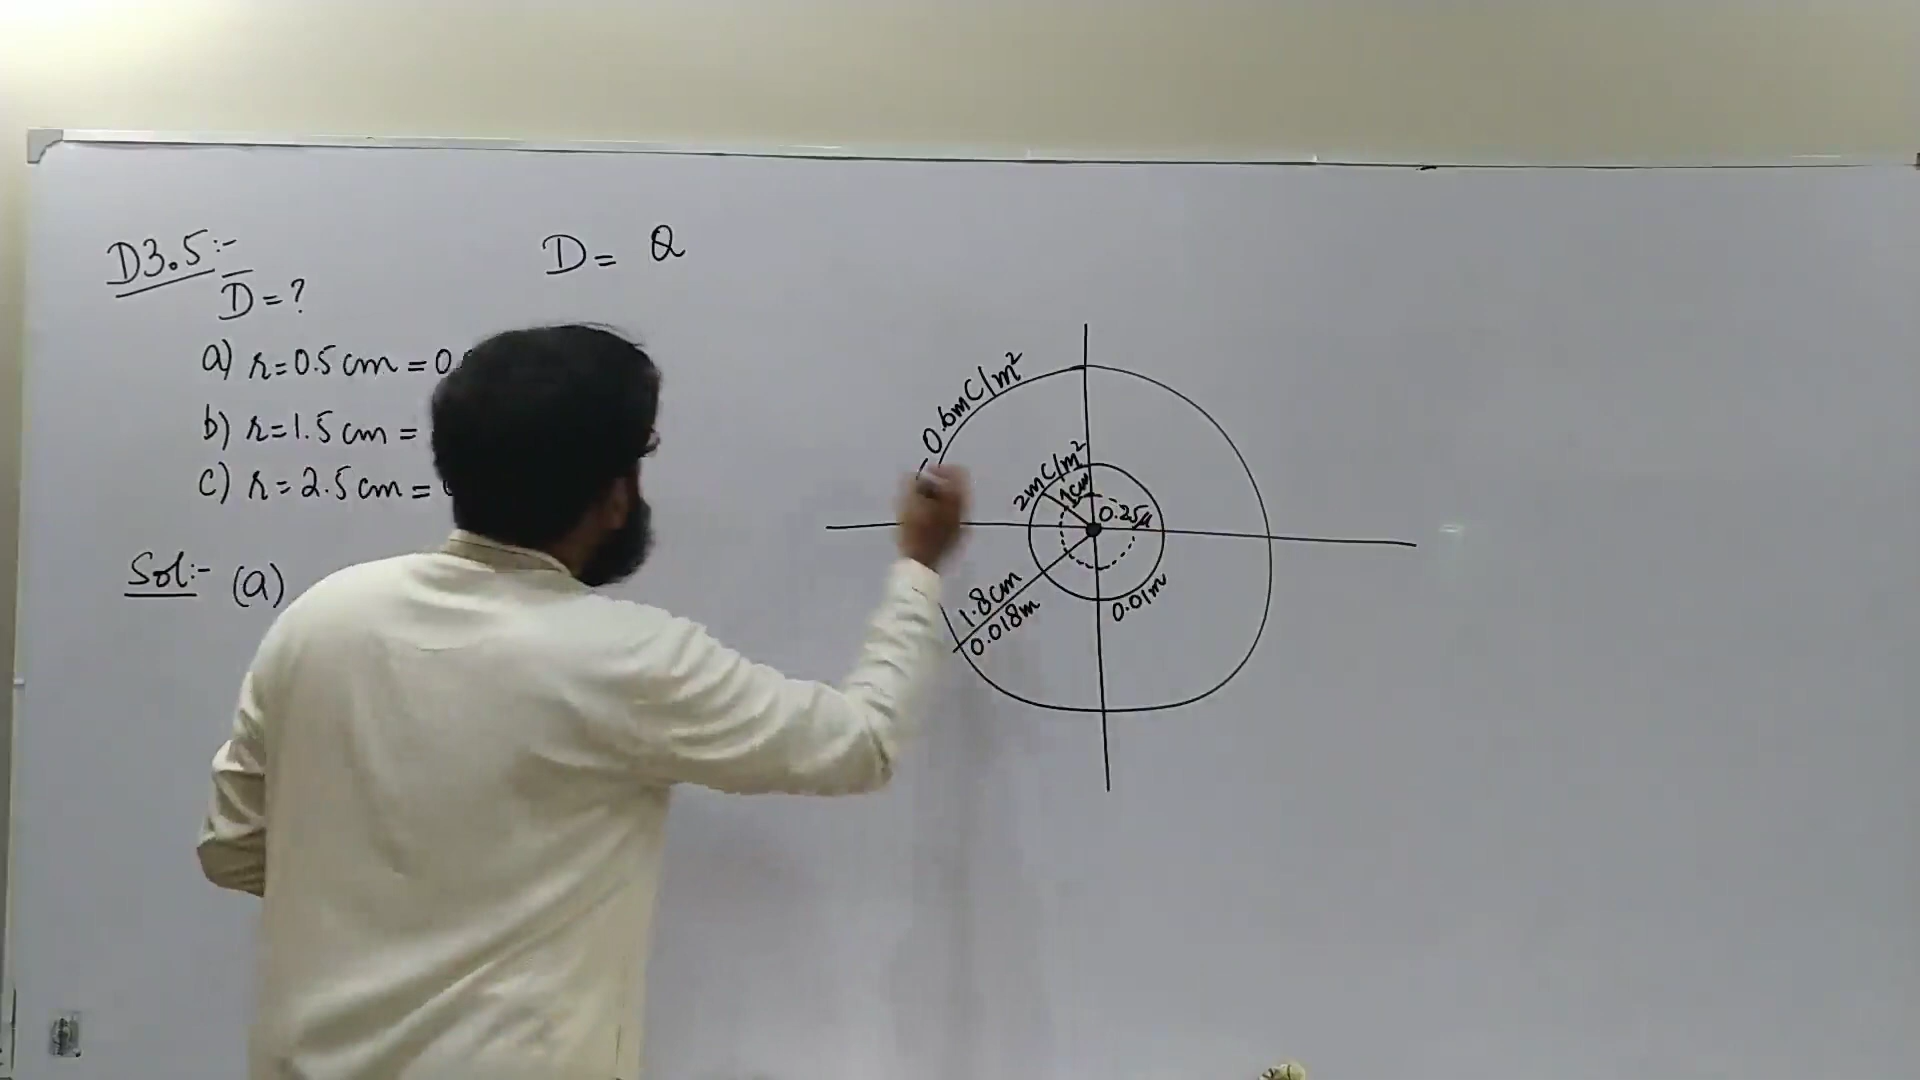 D3.5:-
D̅ = ?
a) r = 0.5 cm = 0.
b) r = 1.5 cm =
c) r = 2.5 cm =
Sol:- (a)
D = Q
-0.6mC/m²
2mC/m²
1cm
0.25μ
1.8cm
0.018m
0.01m